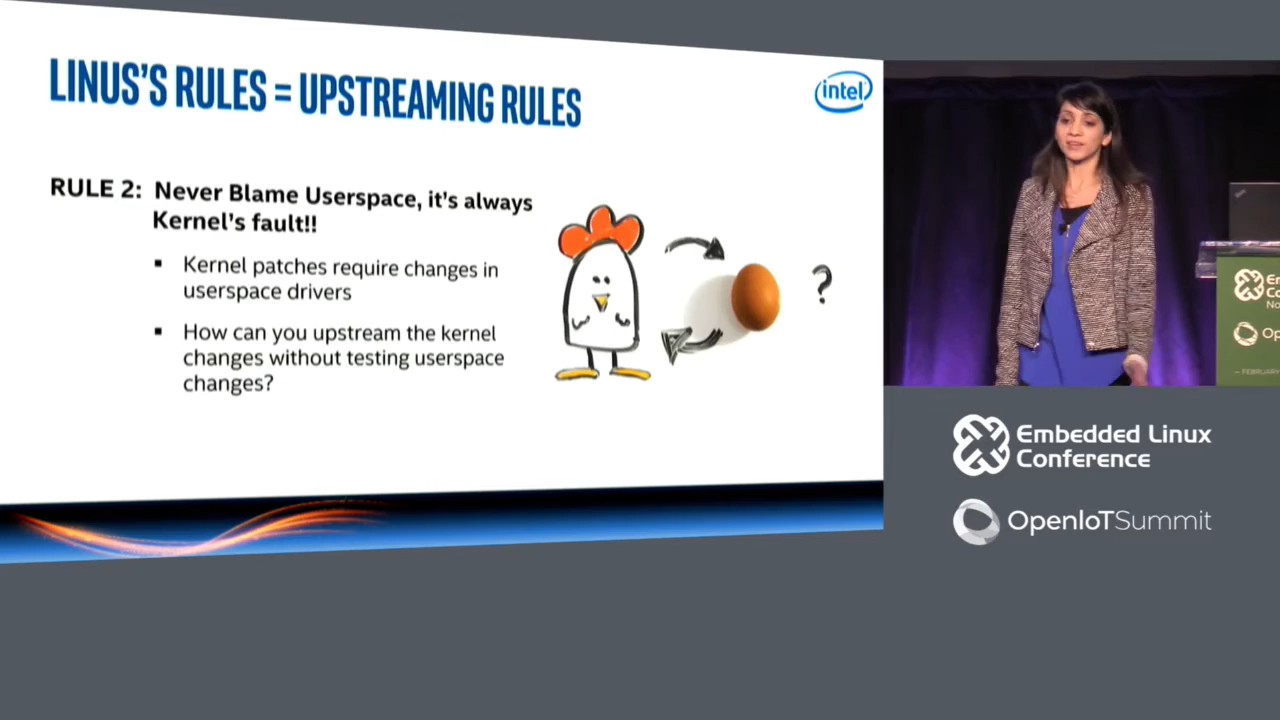 LINUS'S RULES = UPSTREAMING RULES
intel
RULE 2: Never Blame Userspace, it's always
Kernel's fault!!
▪ Kernel patches require changes in
userspace drivers
▪ How can you upstream the kernel
changes without testing userspace
changes?
?
Embedded Linux
Conference
OpenIoTSummit
— FEBRUARY